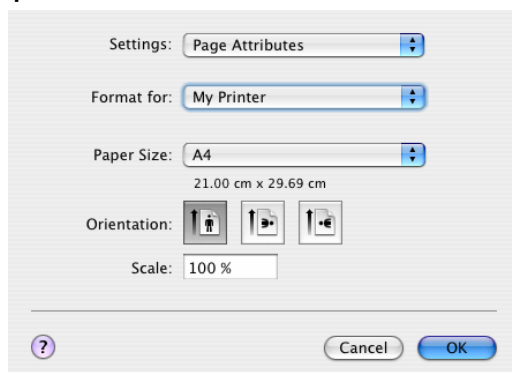 Settings: Page Attributes
Format for: My Printer
Paper Size: A4
21.00 cm x 29.69 cm
Orientation:
Scale: 100 %
? Cancel OK